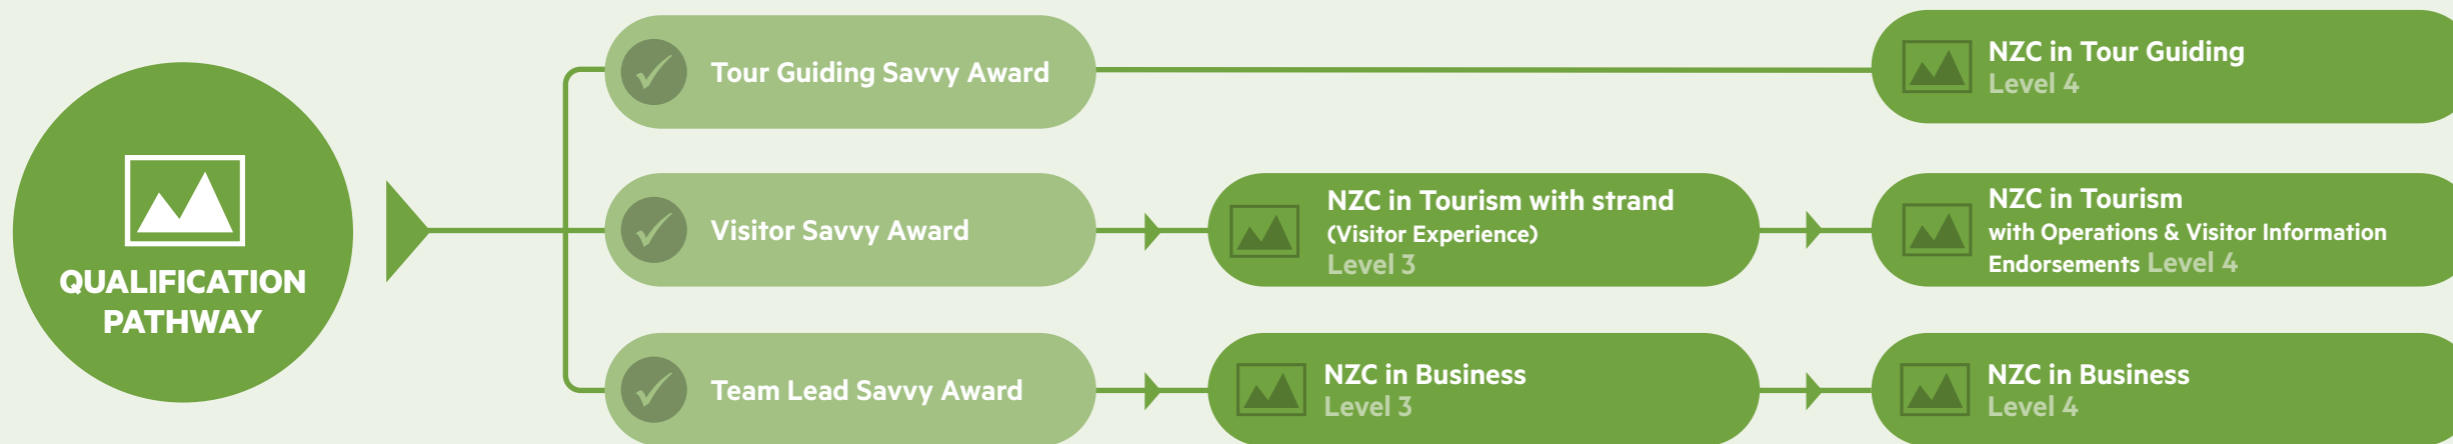 QUALIFICATION
PATHWAY
Tour Guiding Savvy Award
NZC in Tour Guiding
Level 4
Visitor Savvy Award
NZC in Tourism with strand
(Visitor Experience)
Level 3
NZC in Tourism
with Operations & Visitor Information
Endorsements Level 4
Team Lead Savvy Award
NZC in Business
Level 3
NZC in Business
Level 4